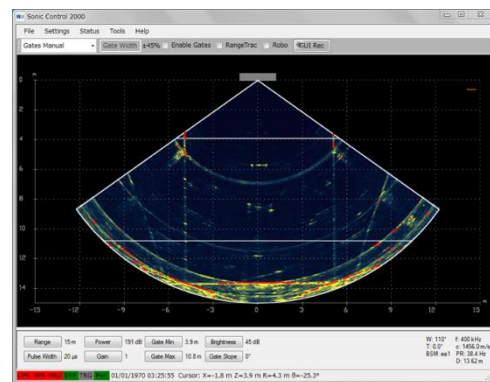 Sonic Control 2000
File Settings Status Tools Help
Gates Manual Gate Width ±45% Enable Gates RangeTrac Robo GUI Rec
0
2
4
6
8
10
12
14
-15 -12 -9 -6 -3 0 3 6 9 12 15
Range 15 m Power 191 dB Gate Min 3.9 m Brightness 45 dB
Pulse Width 20 µs Gain 1 Gate Max 10.8 m Gate Slope 0°
W: 110° f: 400 kHz
T: 0.0° c: 1456.0 m/s
BSM: ea1 PR: 38.4 Hz
D: 13.62 m
01/01/1970 03:25:55 Cursor: X=-1.8 m Z=3.9 m R=4.3 m θ=-25.3°